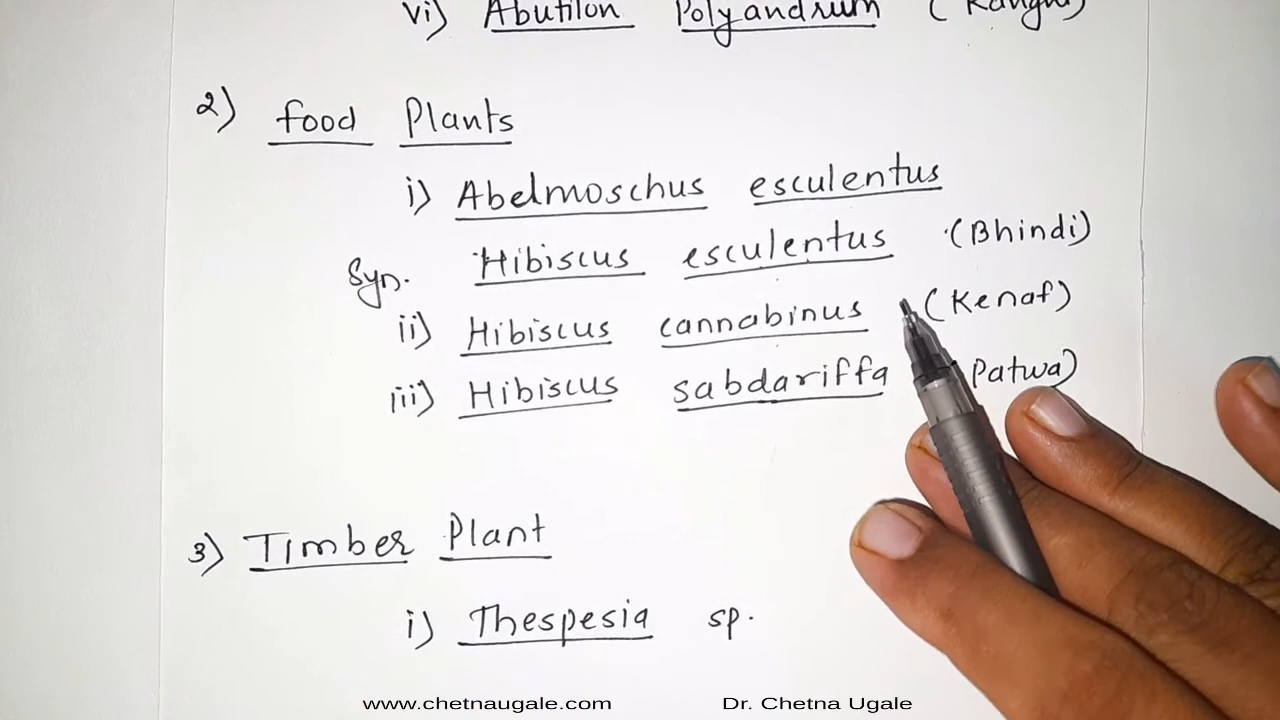 vi) Abutilon Polyandrum
2) Food Plants
i) Abelmoschus esculentus
Syn. Hibiscus esculentus (Bhindi)
ii) Hibiscus cannabinus (Kenaf)
iii) Hibiscus sabdariffa (Patwa)
3) Timber Plant
i) Thespesia sp.
www.chetnaugale.com Dr. Chetna Ugale